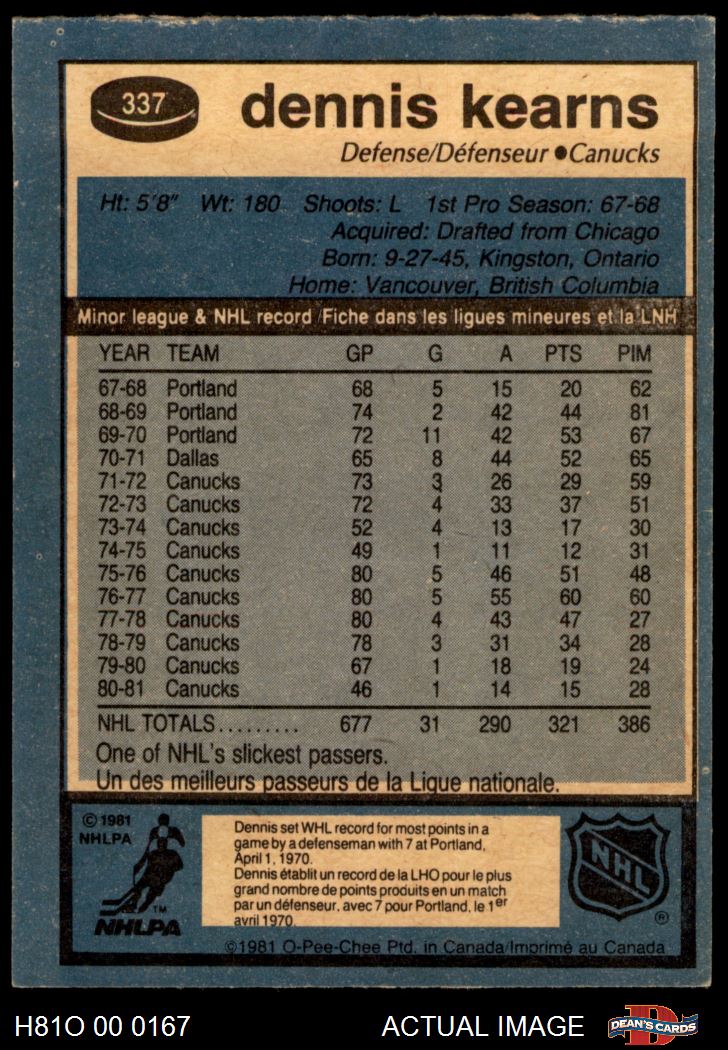 337
dennis kearns
Defense/Défenseur ●Canucks
Ht: 5'8" Wt: 180 Shoots: L 1st Pro Season: 67-68
Acquired: Drafted from Chicago
Born: 9-27-45, Kingston, Ontario
Home: Vancouver, British Columbia
Minor league & NHL record/Fiche dans les ligues mineures et la LNH
YEAR TEAM GP G A PTS PIM
67-68 Portland 68 5 15 20 62
68-69 Portland 74 2 42 44 81
69-70 Portland 72 11 42 53 67
70-71 Dallas 65 8 44 52 65
71-72 Canucks 73 3 26 29 59
72-73 Canucks 72 4 33 37 51
73-74 Canucks 52 4 13 17 30
74-75 Canucks 49 1 11 12 31
75-76 Canucks 80 5 46 51 48
76-77 Canucks 80 5 55 60 60
77-78 Canucks 80 4 43 47 27
78-79 Canucks 78 3 31 34 28
79-80 Canucks 67 1 18 19 24
80-81 Canucks 46 1 14 15 28
NHL TOTALS......... 677 31 290 321 386
One of NHL's slickest passers.
Un des meilleurs passeurs de la Ligue nationale.
© 1981
NHLPA
TM
NHLPA
Dennis set WHL record for most points in a
game by a defenseman with 7 at Portland,
April 1, 1970.
Dennis établit un record de la LHO pour le plus
grand nombre de points produits en un match
par un défenseur, avec 7 pour Portland, le 1er
avril 1970.
NHL
®
©1981 O-Pee-Chee Ptd. in Canada/Imprimé au Canada
H81O 00 0167
ACTUAL IMAGE
D
DEAN'S CARDS